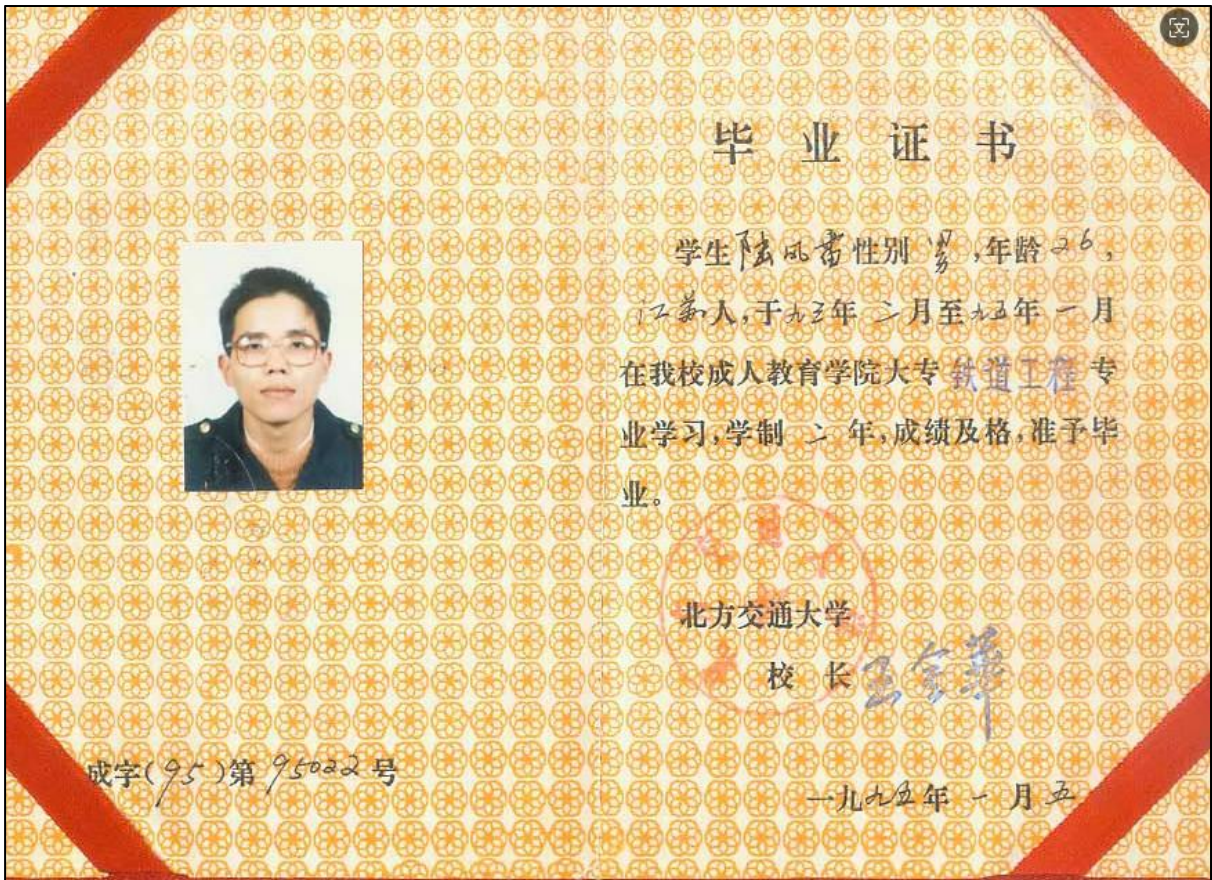 毕业证书
学生陆凤蕾性别男,年龄26,
江苏人,于九三年二月至九五年一月
在我校成人教育学院大专铁道工程专
业学习,学制二年,成绩及格,准予毕
业。
北方交通大学
校长
成字(95)第95022号
一九九五年一月五